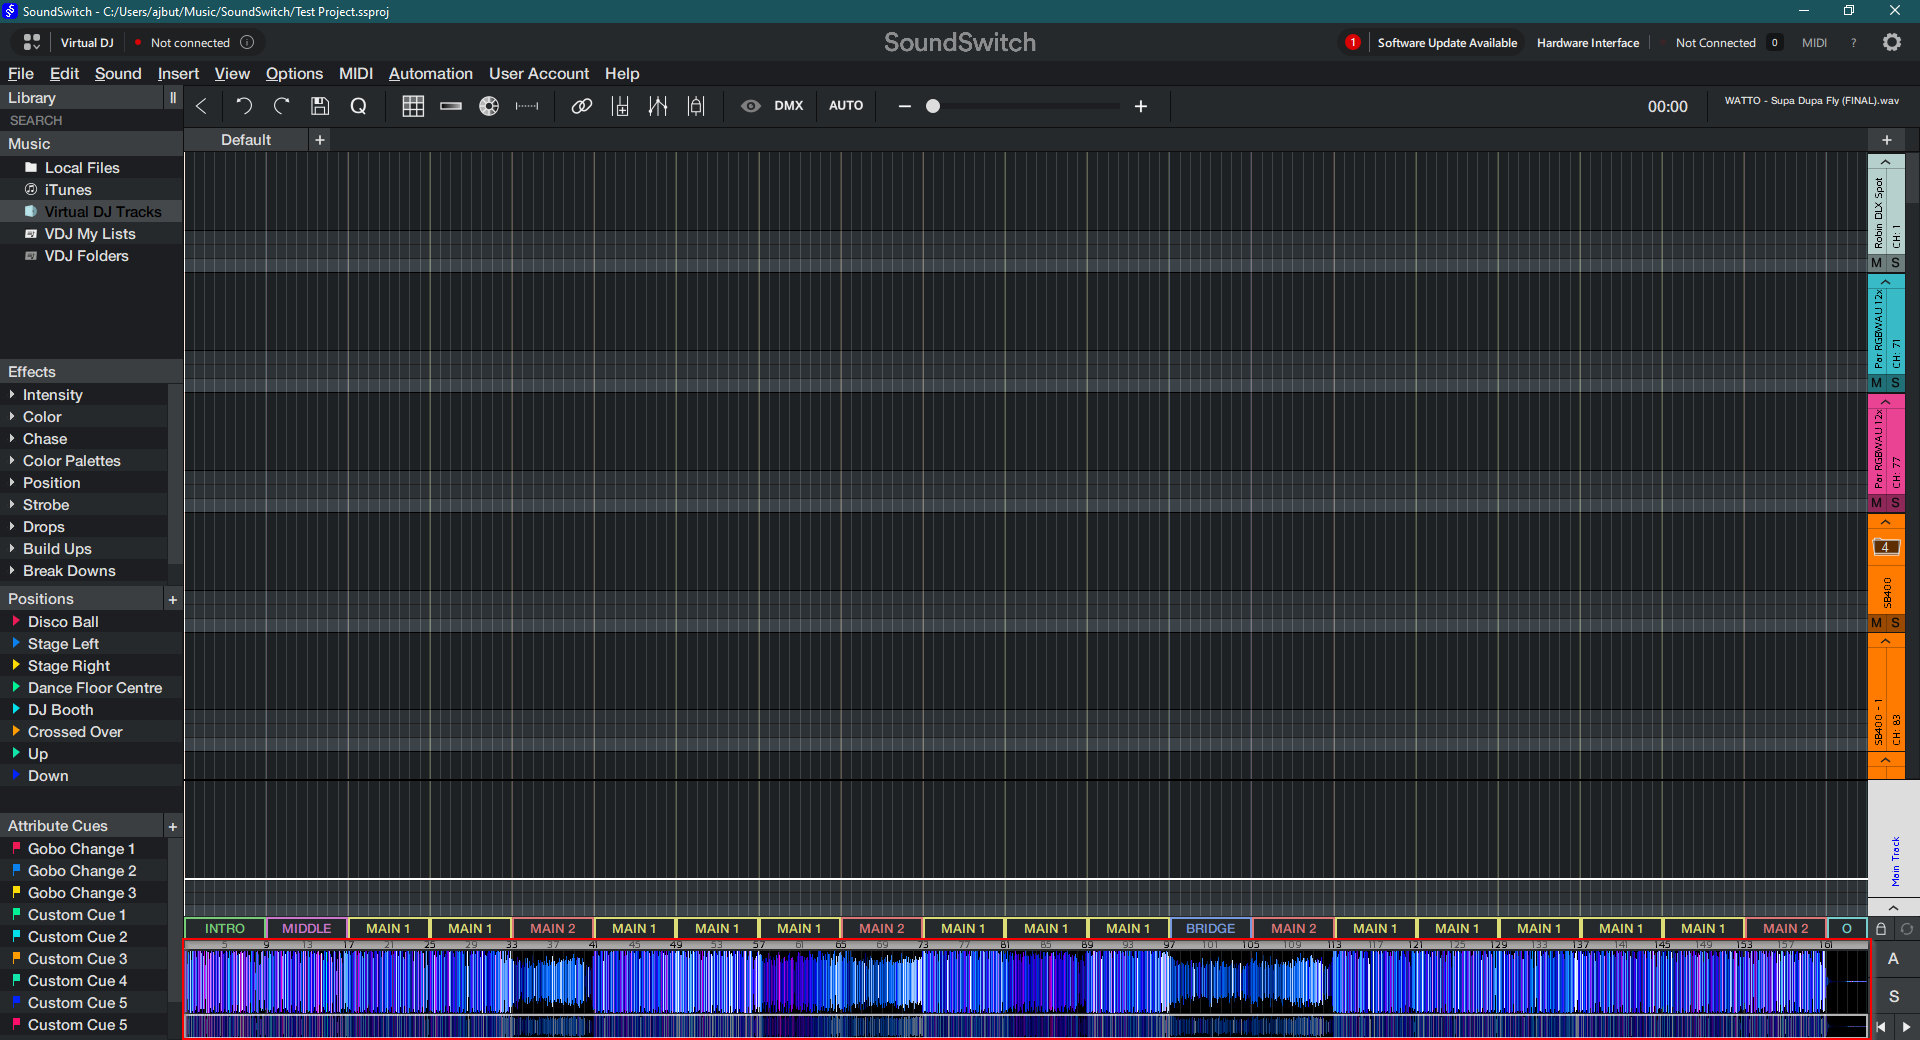 SoundSwitch - C:/Users/ajbut/Music/SoundSwitch/Test Project.ssproj
Virtual DJ
Not connected
SoundSwitch
1
Software Update Available
Hardware Interface
Not Connected
0
MIDI
?
File Edit Sound Insert View Options MIDI Automation User Account Help
Library
SEARCH
Music
Local Files
iTunes
Virtual DJ Tracks
VDJ My Lists
VDJ Folders
Q
DMX
AUTO
00:00
WATTO - Supa Dupa Fly (FINAL).wav
Default
+
+
Effects
Intensity
Color
Chase
Color Palettes
Position
Strobe
Drops
Build Ups
Break Downs
Positions +
Disco Ball
Stage Left
Stage Right
Dance Floor Centre
DJ Booth
Crossed Over
Up
Down
Attribute Cues +
Gobo Change 1
Gobo Change 2
Gobo Change 3
Custom Cue 1
Custom Cue 2
Custom Cue 3
Custom Cue 4
Custom Cue 5
Custom Cue 5
Robin DLX Spot
CH: 1
M S
Par RGBWAU 12x
CH: 71
M S
Par RGBWAU 12x
CH: 77
M S
4
SB400
M S
SB400 - 1
CH: 83
Main Track
INTRO MIDDLE MAIN 1 MAIN 1 MAIN 2 MAIN 1 MAIN 1 MAIN 1 MAIN 2 MAIN 1 MAIN 1 MAIN 1 BRIDGE MAIN 2 MAIN 1 MAIN 1 MAIN 1 MAIN 1 MAIN 1 MAIN 2 O
5 9 13 17 21 25 29 33 37 41 45 49 53 57 61 65 69 73 77 81 85 89 93 97 101 105 109 113 117 121 125 129 133 137 141 145 149 153 157 161
A
S